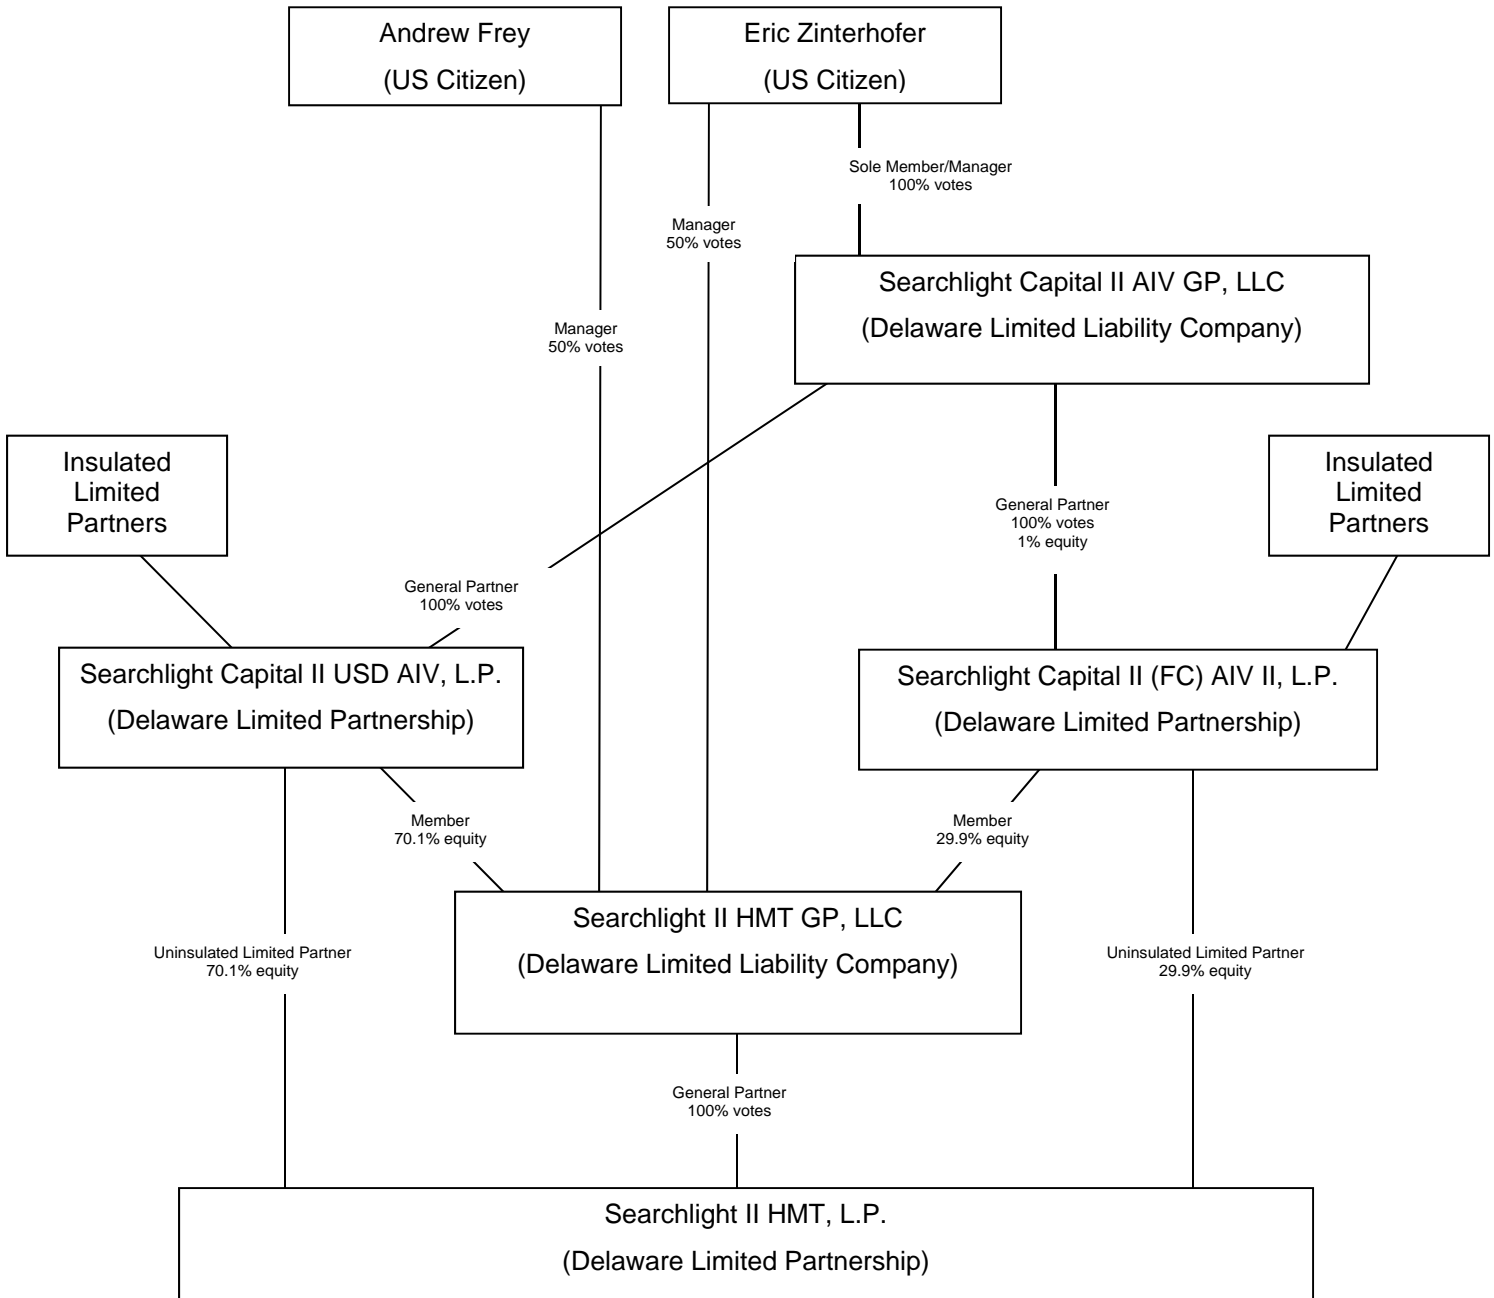 Andrew Frey
(US Citizen)
Eric Zinterhofer
(US Citizen)
Sole Member/Manager
100% votes
Manager
50% votes
Searchlight Capital II AIV GP, LLC
(Delaware Limited Liability Company)
Manager
50% votes
Insulated
Limited
Partners
Insulated
Limited
Partners
General Partner
100% votes
1% equity
General Partner
100% votes
Searchlight Capital II USD AIV, L.P.
(Delaware Limited Partnership)
Searchlight Capital II (FC) AIV II, L.P.
(Delaware Limited Partnership)
Member
70.1% equity
Member
29.9% equity
Searchlight II HMT GP, LLC
(Delaware Limited Liability Company)
Uninsulated Limited Partner
70.1% equity
Uninsulated Limited Partner
29.9% equity
General Partner
100% votes
Searchlight II HMT, L.P.
(Delaware Limited Partnership)